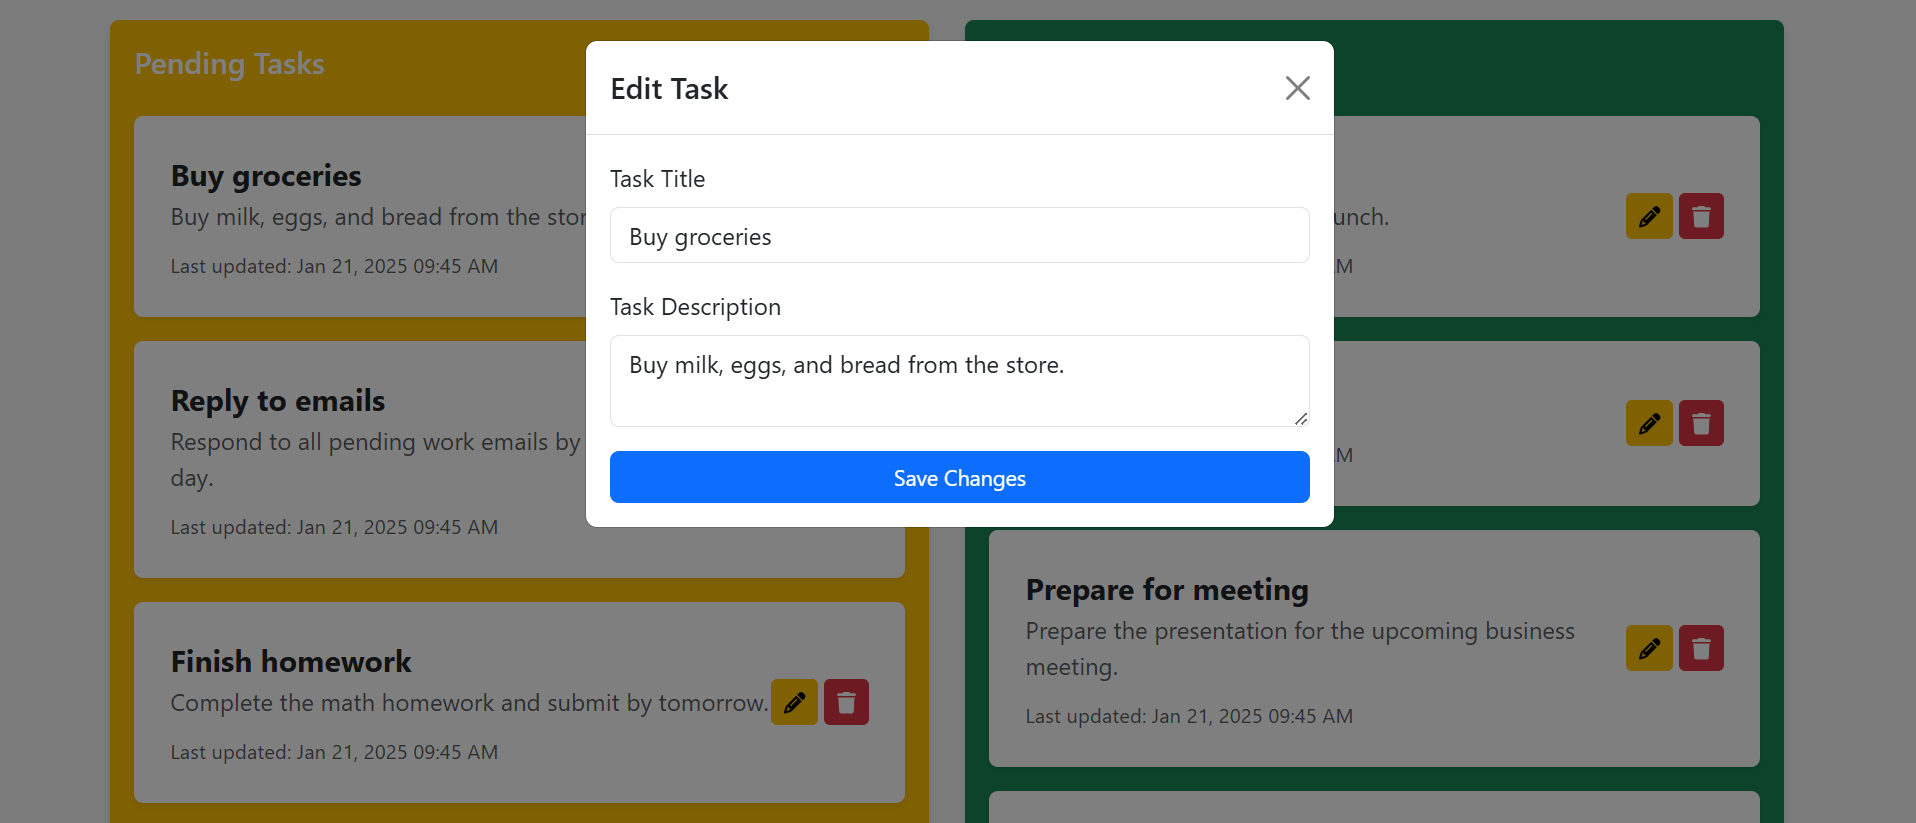 Pending Tasks
Buy groceries
Buy milk, eggs, and bread from the
Last updated: Jan 21, 2025 09:45 AM
Reply to emails
Respond to all pending work emails by
day.
Last updated: Jan 21, 2025 09:45 AM
Finish homework
Complete the math homework and submit by tomorrow.
Last updated: Jan 21, 2025 09:45 AM
Edit Task
Task Title
Buy groceries
Task Description
Buy milk, eggs, and bread from the store.
Save Changes
Prepare for meeting
Prepare the presentation for the upcoming business
meeting.
Last updated: Jan 21, 2025 09:45 AM